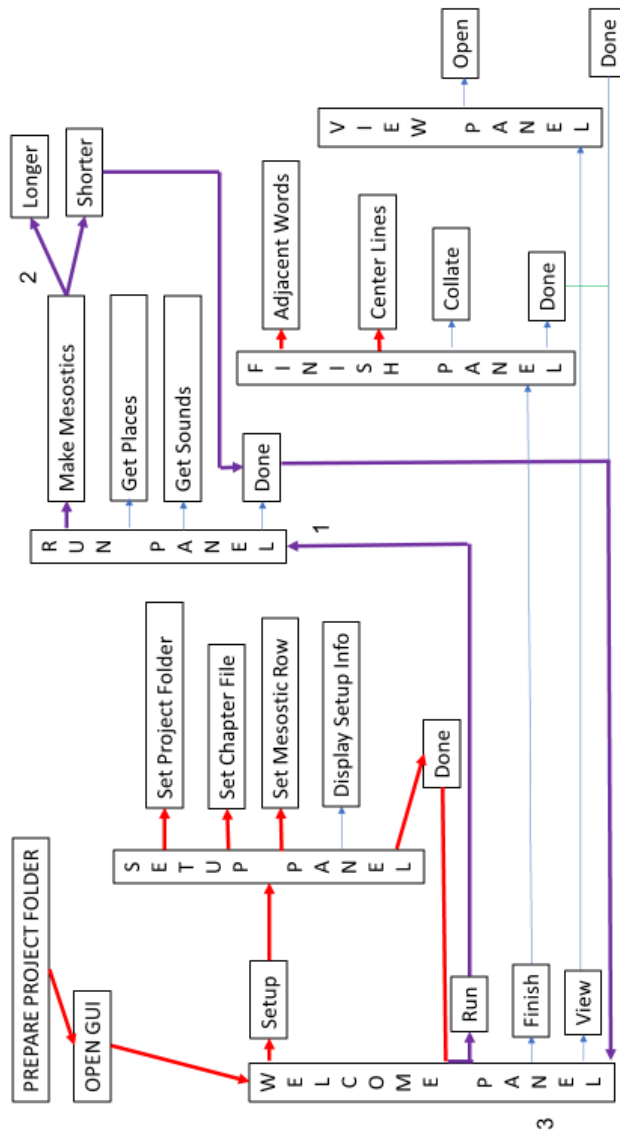 PREPARE PROJECT FOLDER
OPEN GUI
WELCOME PANEL
Setup
Run
Finish
View
3
SETUP PANEL
Set Project Folder
Set Chapter File
Set Mesostic Row
Display Setup Info
Done
RUN PANEL
1
Make Mesostics
Get Places
Get Sounds
Done
2
Longer
Shorter
FINISH PANEL
Adjacent Words
Center Lines
Collate
Done
VIEW PANEL
Open
Done